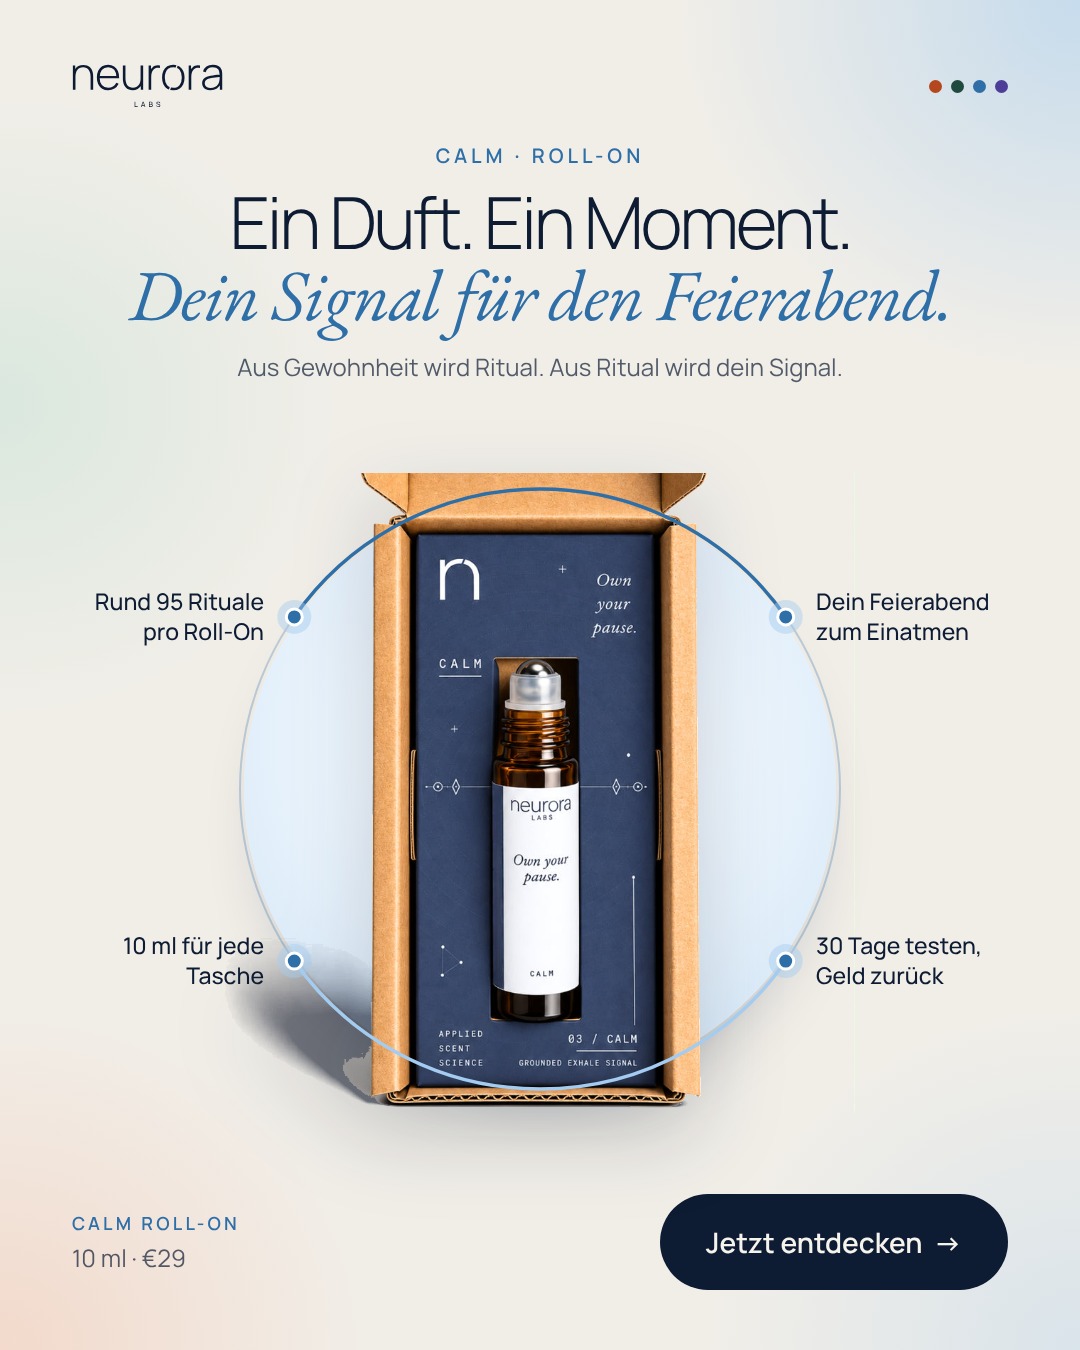 neurora
LABS
CALM · ROLL-ON
Ein Duft. Ein Moment.
Dein Signal für den Feierabend.
Aus Gewohnheit wird Ritual. Aus Ritual wird dein Signal.
n
Own
your
pause.
Rund 95 Rituale
pro Roll-On
Dein Feierabend
zum Einatmen
CALM
neurora
LABS
Own your
pause.
CALM
10 ml für jede
Tasche
30 Tage testen,
Geld zurück
APPLIED
SCENT
SCIENCE
03 / CALM
GROUNDED EXHALE SIGNAL
CALM ROLL-ON
10 ml · €29
Jetzt entdecken →